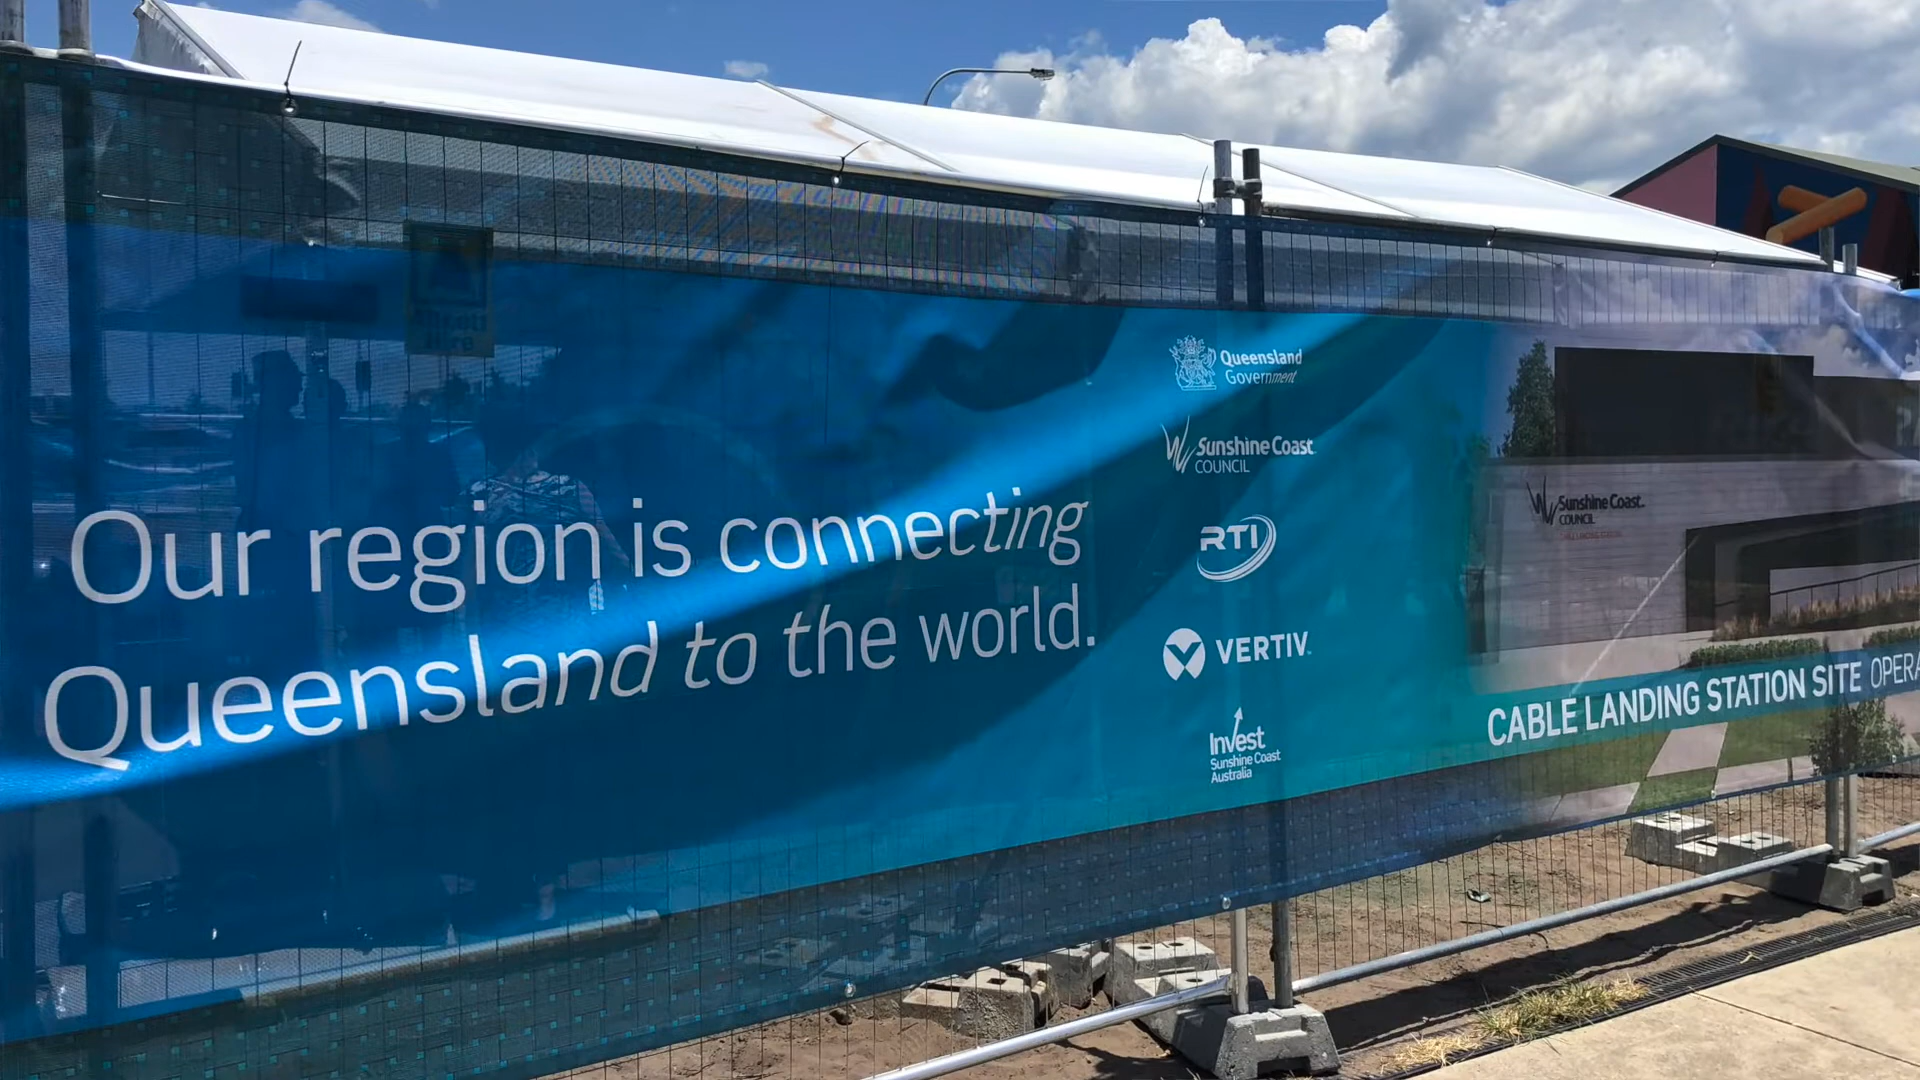 Our region is connecting
Queensland to the world.
Queensland
Government
Sunshine Coast
COUNCIL
RTI
VERTIV
Invest
Sunshine Coast
Australia
Sunshine Coast
COUNCIL
CABLE LANDING STATION SITE OPERA